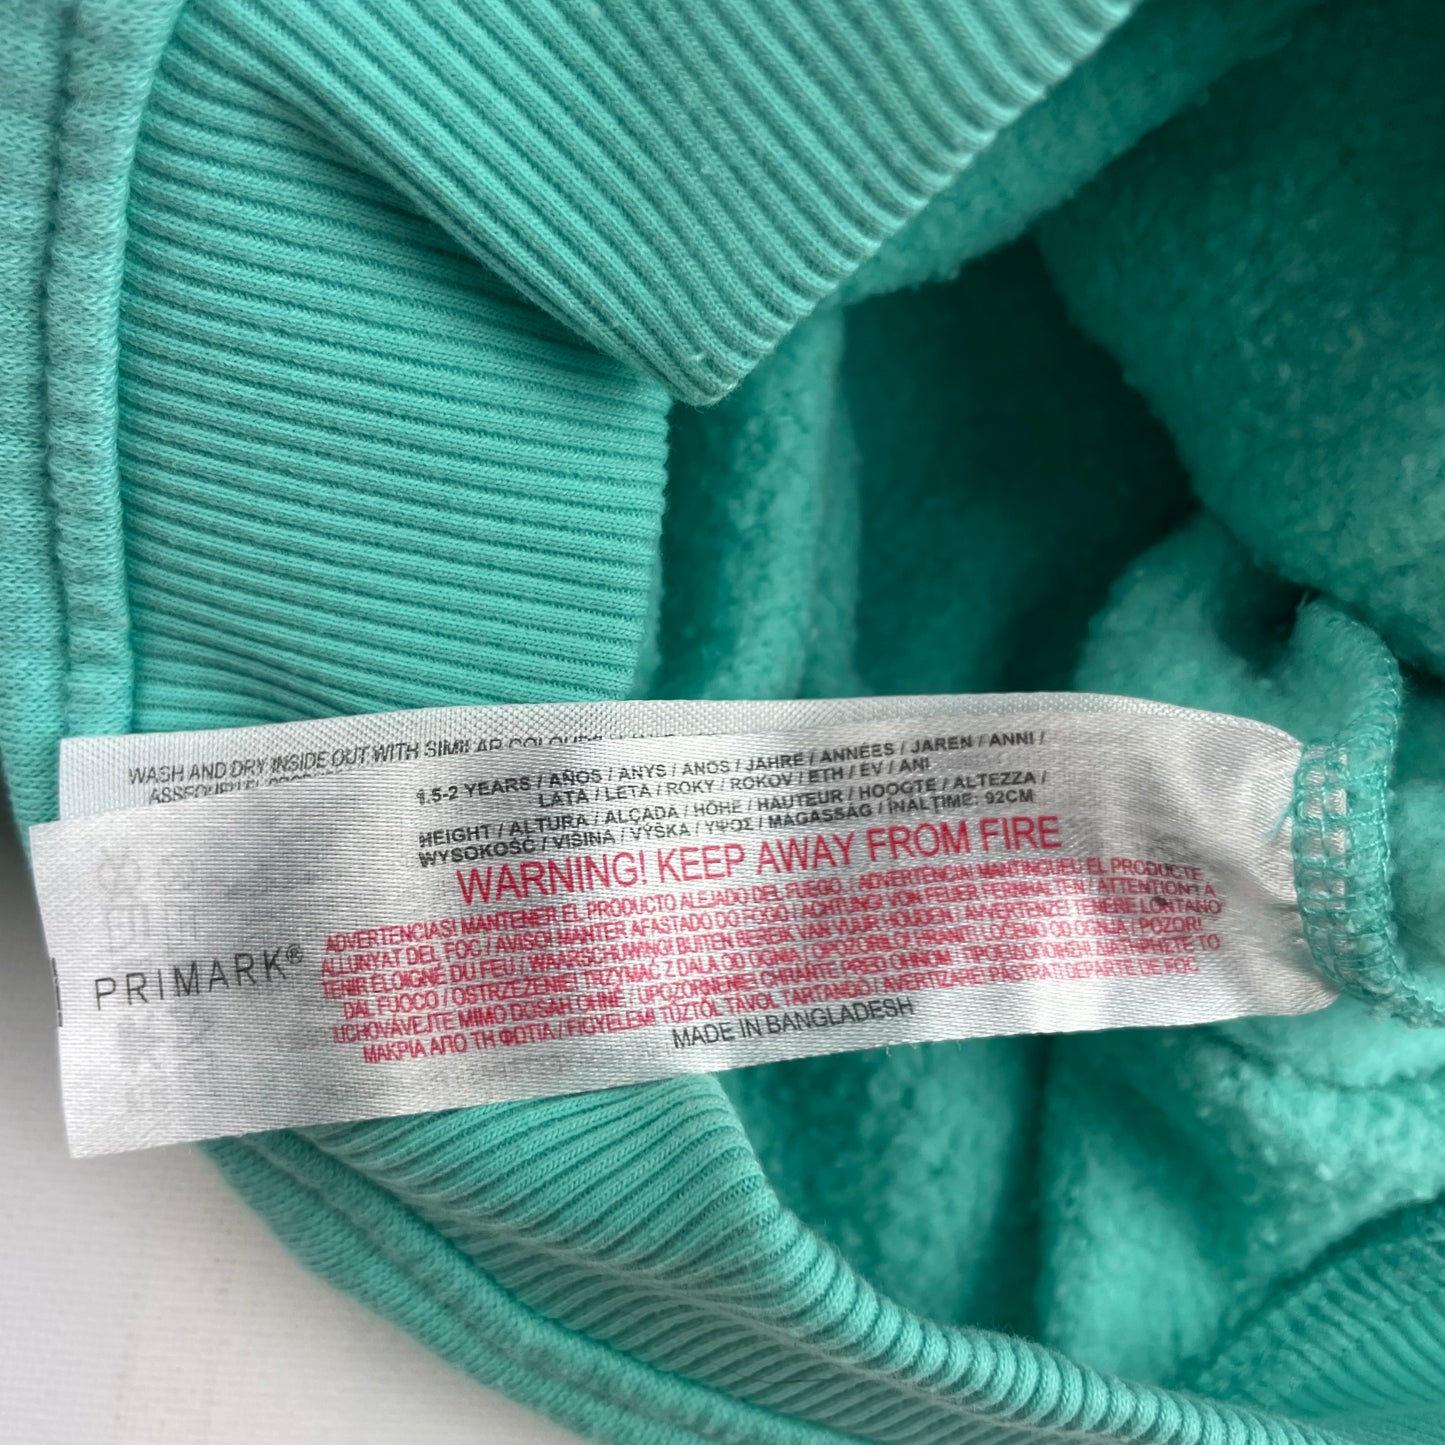 WASH AND DRY INSIDE OUT WITH SIMILAR COLOURS
1.5-2 YEARS / AÑOS / ANYS / ANOS / JAHRE / ANNÉES / JAREN / ANNI /
LATA / LETA / ROKY / ROKOV / ETH / ÉV / ANI
HEIGHT / ALTURA / ALÇADA / HÖHE / HAUTEUR / HOOGTE / ALTEZZA /
WYSOKOŚĆ / VIŠINA / VÝŠKA / ΥΨΟΣ / MAGASSÁG / ÎNALTIME: 92CM
WARNING! KEEP AWAY FROM FIRE
ADVERTENCIAS! MANTENER EL PRODUCTO ALEJADO DEL FUEGO. / ADVERTÈNCIA! MANTINGUEU EL PRODUCTE
ALLUNYAT DEL FOC / AVISO! MANTER AFASTADO DO FOGO / ACHTUNG! VON FEUER FERNHALTEN / ATTENTION! À
TENIR ÉLOIGNÉ DU FEU / WAARSCHUWING! BUITEN BEREIK VAN VUUR HOUDEN / AVVERTENZE! TENERE LONTANO
DAL FUOCO / OSTRZEŻENIE! TRZYMAĆ Z DALA OD OGNIA / OPOZORILO! HRANITI LOČENO OD OGNJA / POZOR!
UCHOVÁVEJTE MIMO DOSAH OHNĚ / UPOZORNENIE! CHRÁŇTE PRED OHŇOM. ΠΡΟΕΙΔΟΠΟΙΗΣΗ! ΔΙΑΤΗΡΗΣΤΕ ΤΟ
ΜΑΚΡΙΑ ΑΠΟ ΤΗ ΦΩΤΙΑ / FIGYELEM! TŰZTŐL TÁVOL TARTANDÓ / AVERTIZARE! PĂSTRAȚI DEPARTE DE FOC
MADE IN BANGLADESH
PRIMARK®